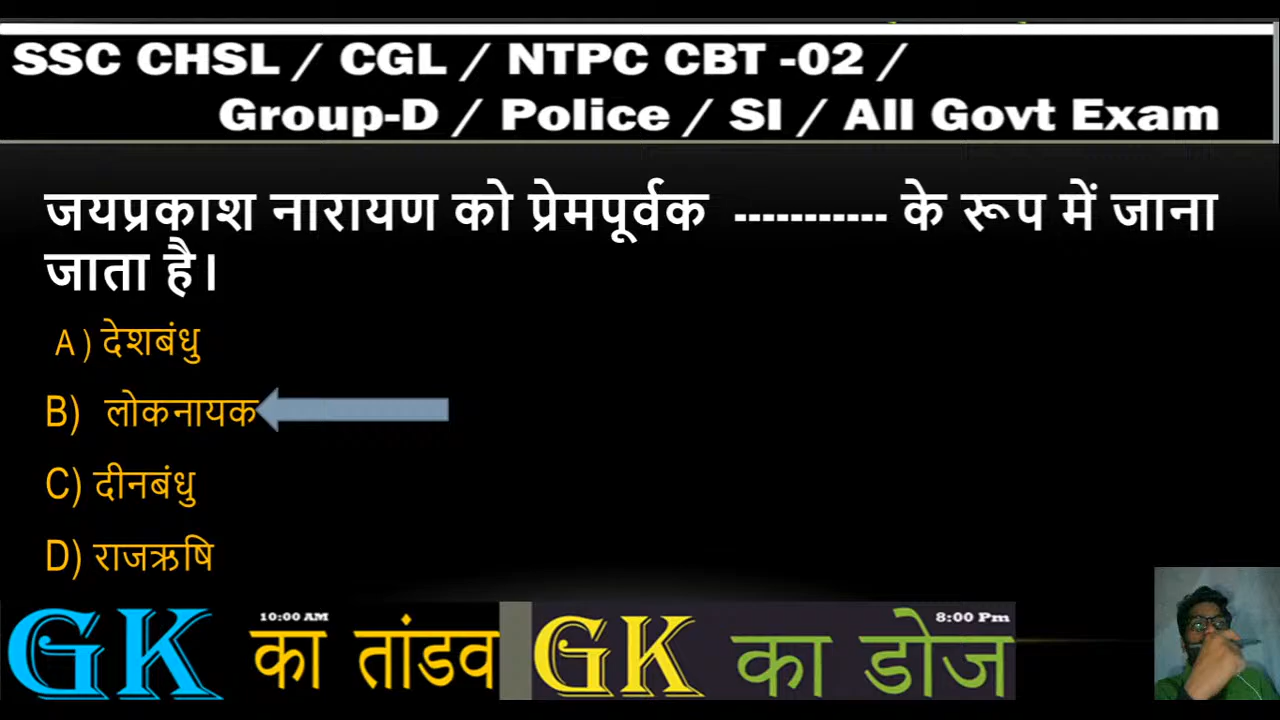 SSC CHSL / CGL / NTPC CBT -02 /
Group-D / Police / SI / All Govt Exam
जयप्रकाश नारायण को प्रेमपूर्वक ----------- के रूप में जाना
जाता है।
A ) देशबंधु
B) लोकनायक
C) दीनबंधु
D) राजऋषि
10:00 AM
GK का तांडव
8:00 Pm
GK का डोज